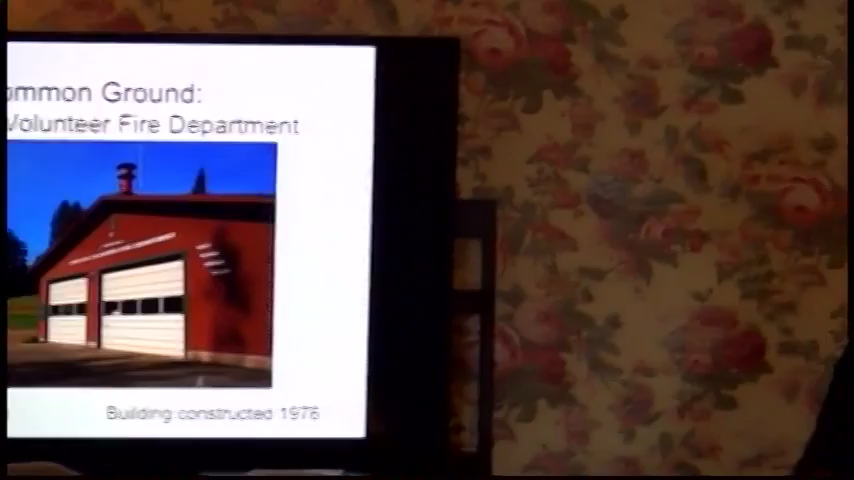 ommon Ground:
Volunteer Fire Department
Building constructed 1976